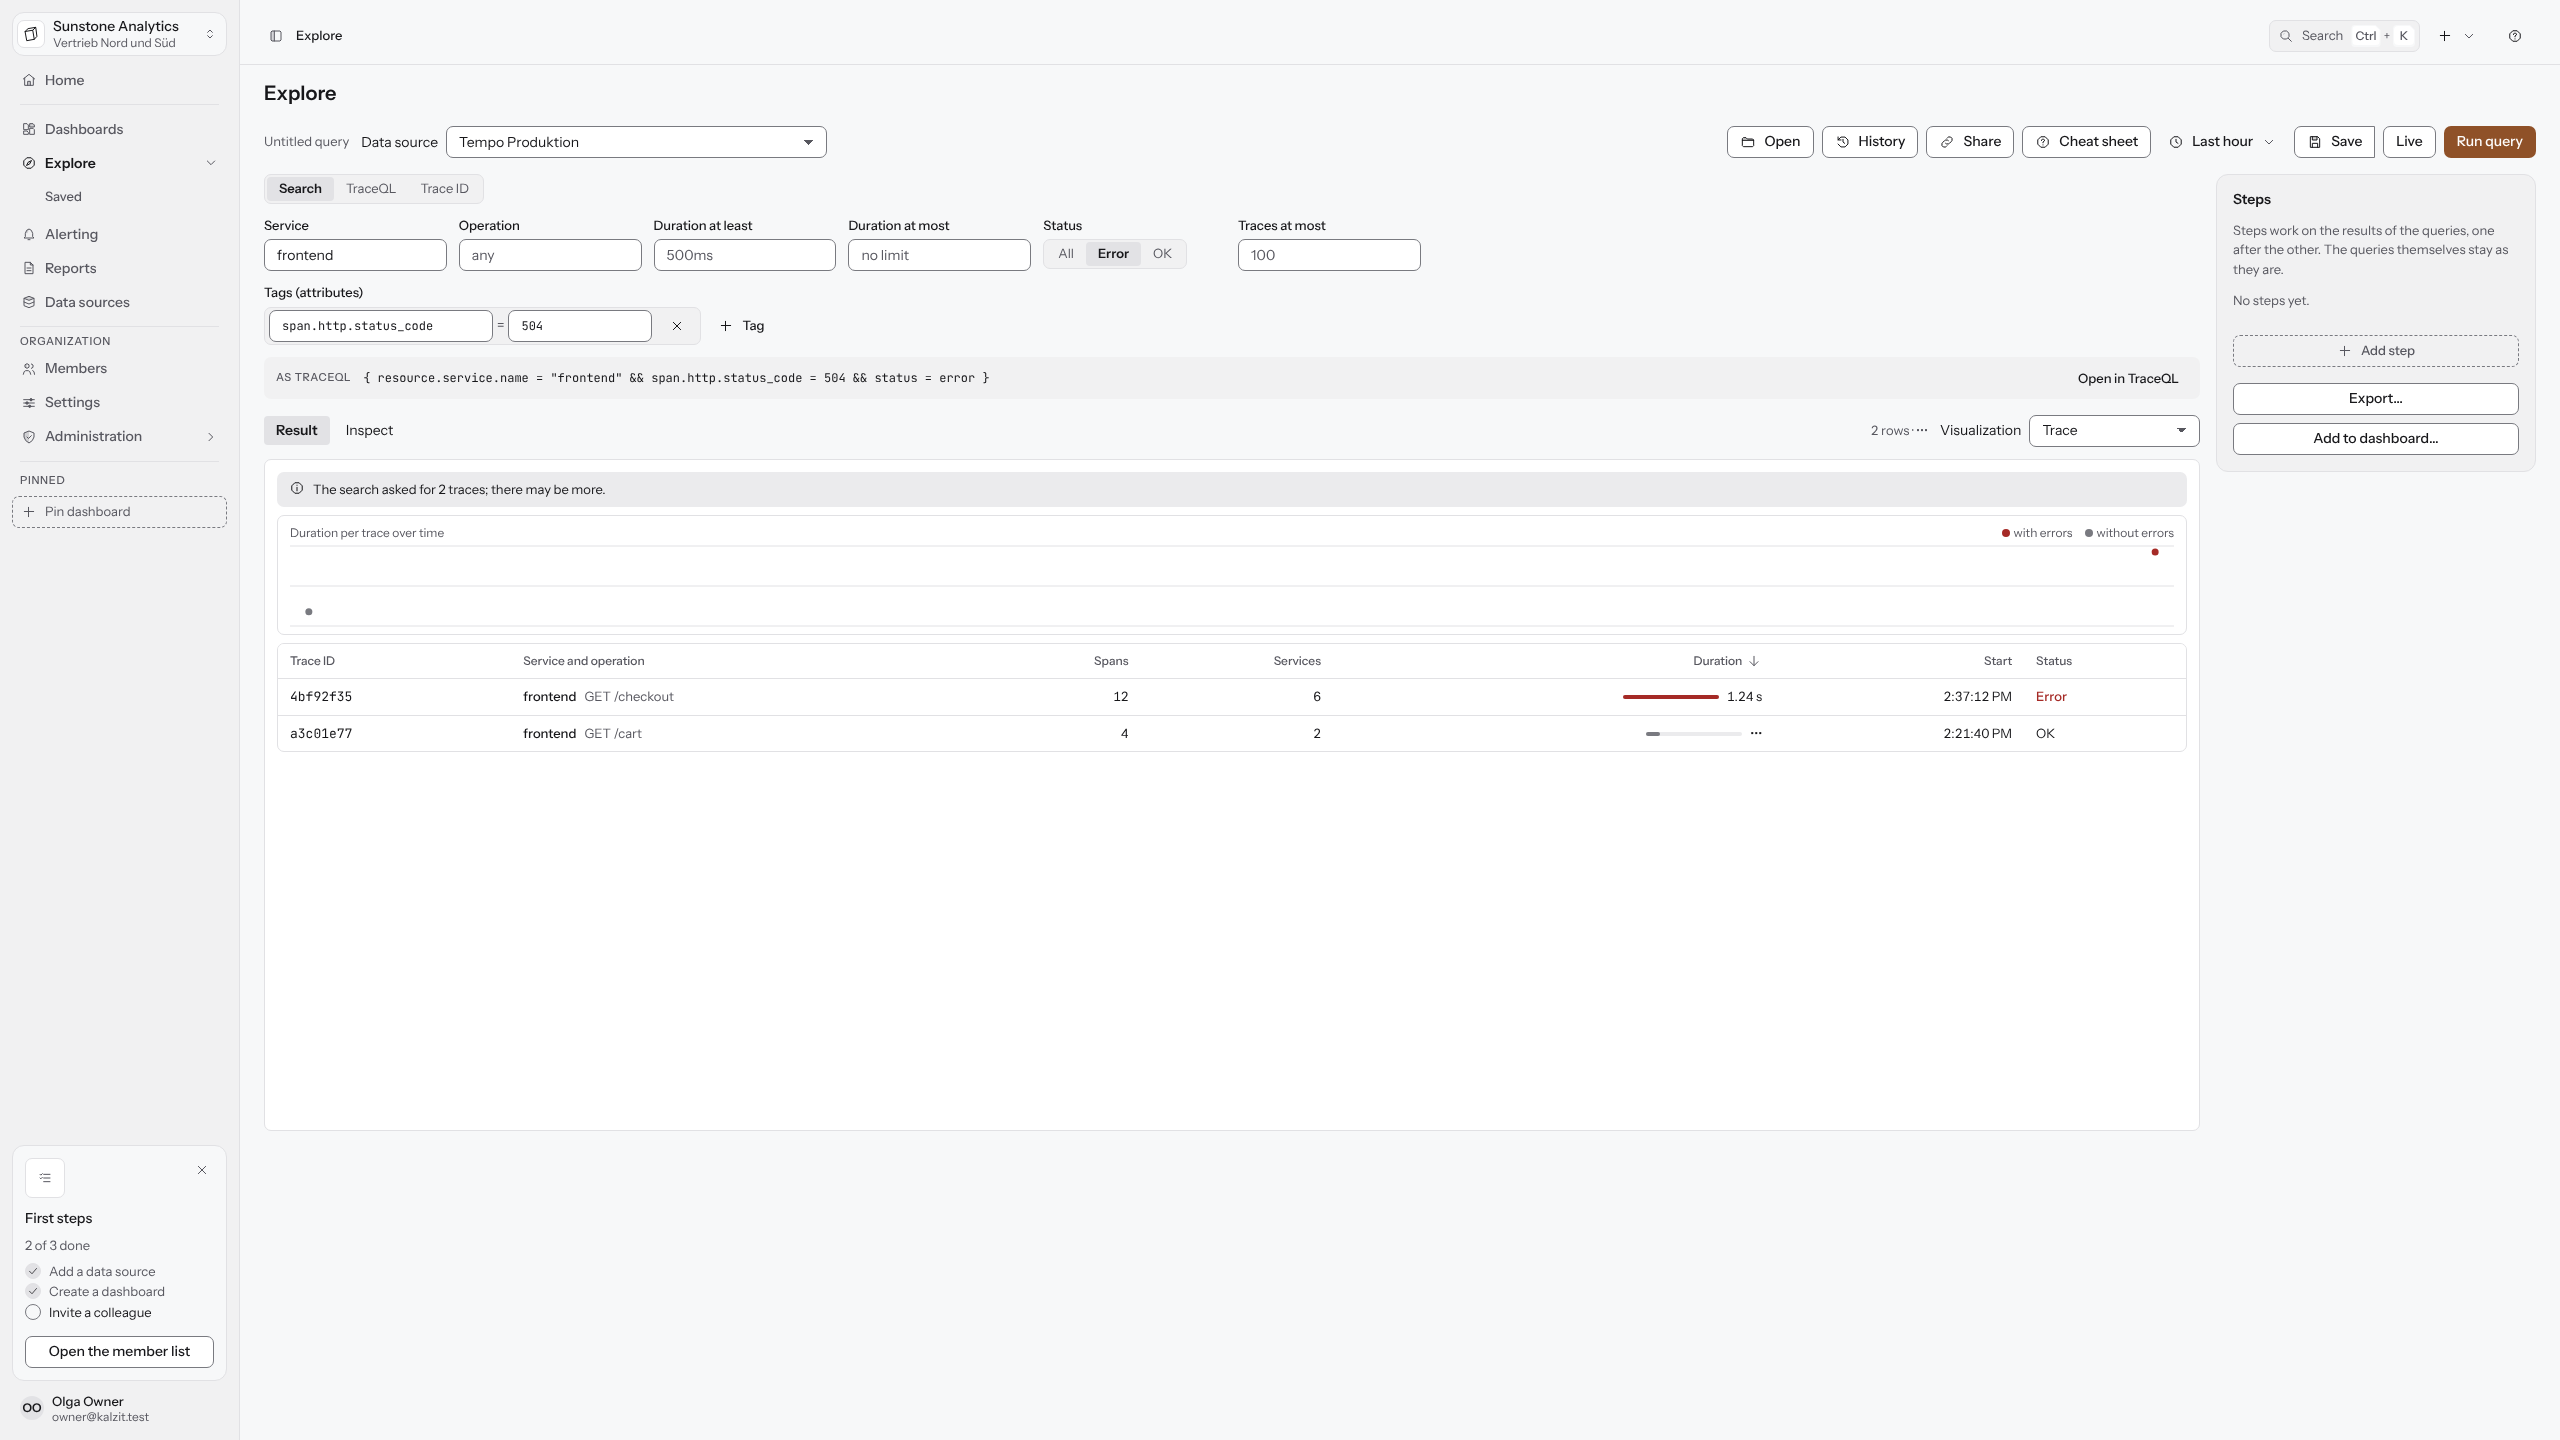 Sunstone Analytics
Vertrieb Nord und Süd
Home
Dashboards
Explore
Saved
Alerting
Reports
Data sources
ORGANIZATION
Members
Settings
Administration
PINNED
Pin dashboard
First steps
2 of 3 done
Add a data source
Create a dashboard
Invite a colleague
Open the member list
OO
Olga Owner
owner@kalzit.test
Explore
Search Ctrl + K
Explore
Untitled query Data source Tempo Produktion
Open History Share Cheat sheet Last hour Save Live Run query
Search TraceQL Trace ID
Service Operation Duration at least Duration at most Status Traces at most
frontend any 500ms no limit All Error OK 100
Tags (attributes)
span.http.status_code = 504 Tag
AS TRACEQL { resource.service.name = "frontend" && span.http.status_code = 504 && status = error } Open in TraceQL
Result Inspect 2 rows · ··· Visualization Trace
The search asked for 2 traces; there may be more.
Duration per trace over time with errors without errors
Trace ID Service and operation Spans Services Duration Start Status
4bf92f35 frontend GET /checkout 12 6 1.24 s 2:37:12 PM Error
a3c01e77 frontend GET /cart 4 2 ··· 2:21:40 PM OK
Steps
Steps work on the results of the queries, one
after the other. The queries themselves stay as
they are.
No steps yet.
Add step
Export...
Add to dashboard...